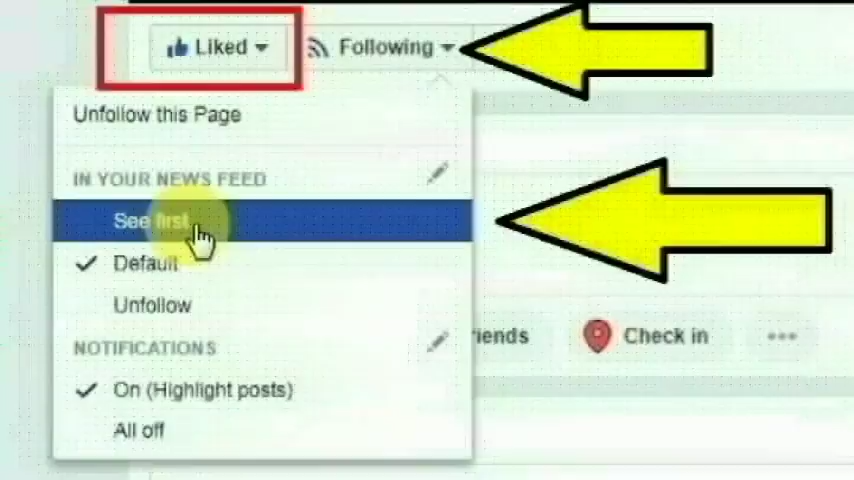 Liked Following
Unfollow this Page
IN YOUR NEWS FEED
See first
Default
Unfollow
NOTIFICATIONS
On (Highlight posts)
All off
iends Check in